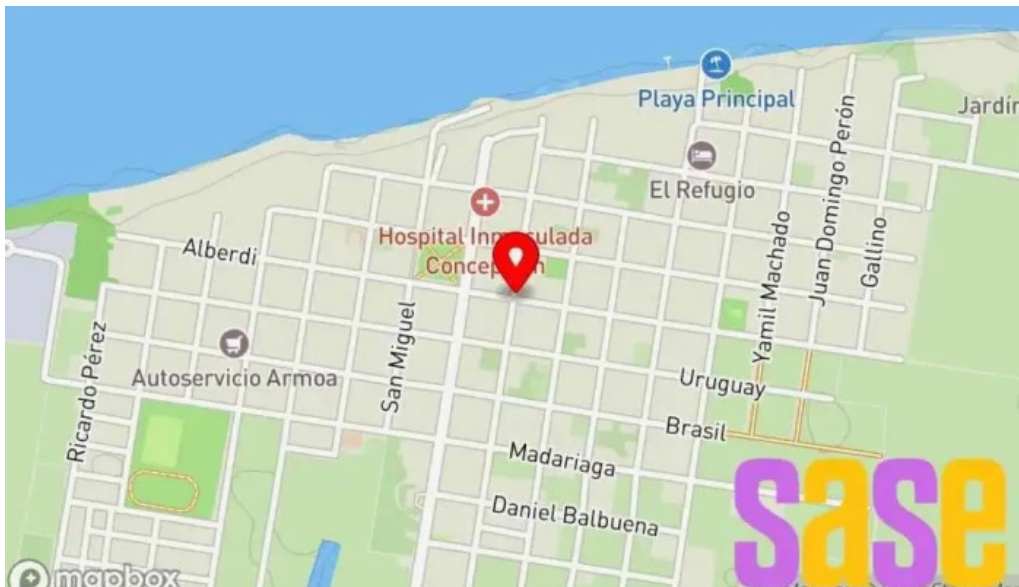 Playa Principal
Jardín
El Refugio
Hospital Inmaculada
Concepción
Alberdi
Juan Domingo Perón
Yamil Machado
Gallino
San Miguel
Ricardo Pérez
Autoservicio Armoa
Uruguay
Brasil
Madariaga
Daniel Balbuena
sase
mapbox